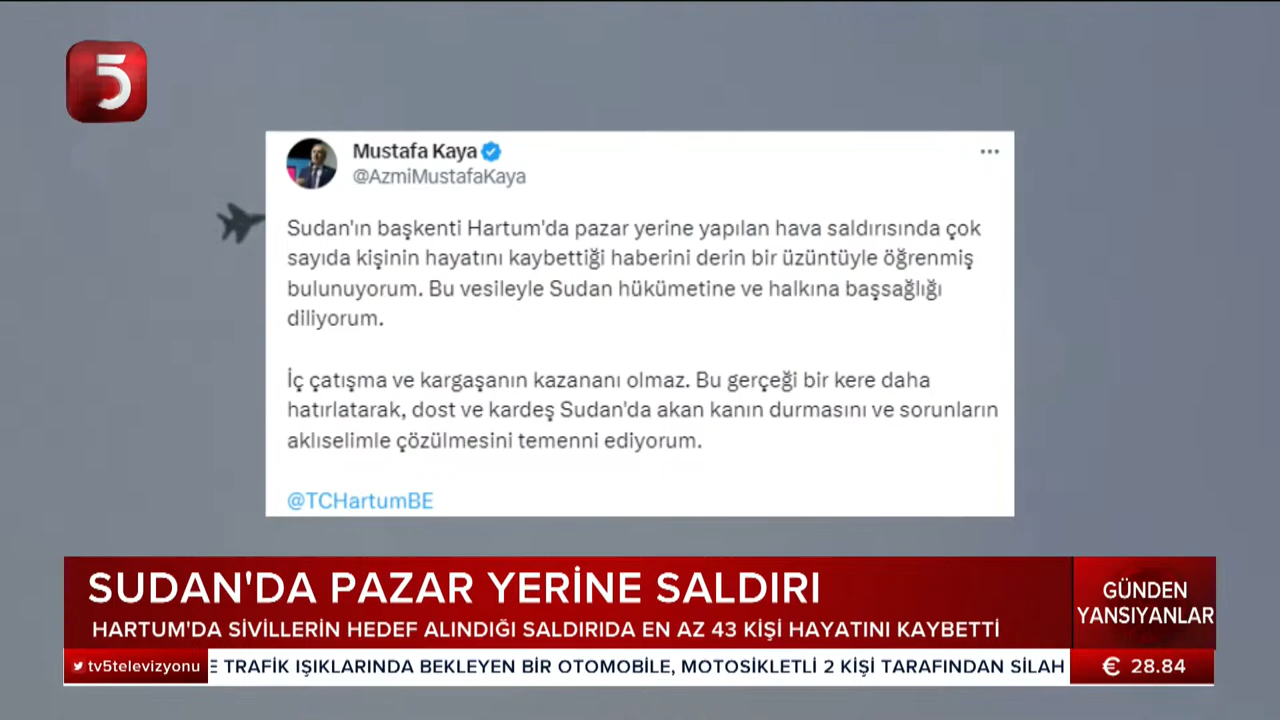 5
Mustafa Kaya
@AzmiMustafaKaya
Sudan'ın başkenti Hartum'da pazar yerine yapılan hava saldırısında çok
sayıda kişinin hayatını kaybettiği haberini derin bir üzüntüyle öğrenmiş
bulunuyorum. Bu vesileyle Sudan hükümetine ve halkına başsağlığı
diliyorum.
İç çatışma ve kargaşanın kazananı olmaz. Bu gerçeği bir kere daha
hatırlatarak, dost ve kardeş Sudan'da akan kanın durmasını ve sorunların
aklıselimle çözülmesini temenni ediyorum.
@TCHartumBE
SUDAN'DA PAZAR YERİNE SALDIRI
HARTUM'DA SİVİLLERİN HEDEF ALINDIĞI SALDIRIDA EN AZ 43 KİŞİ HAYATINI KAYBETTİ
GÜNDEN
YANSIYANLAR
tv5televizyonu
E TRAFİK IŞIKLARINDA BEKLEYEN BİR OTOMOBİLE, MOTOSİKLETLİ 2 KİŞİ TARAFINDAN SİLAH
€ 28.84